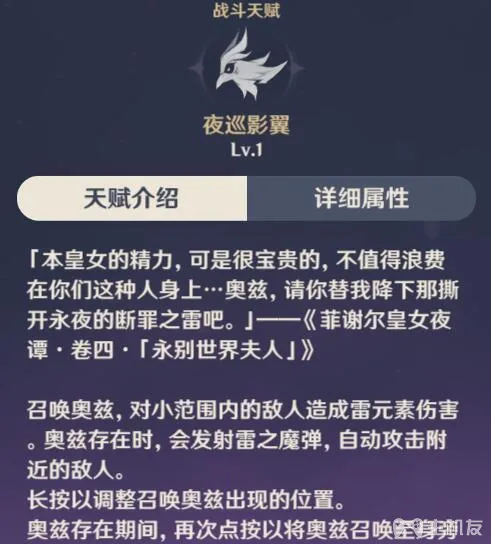 战斗天赋
夜巡影翼
Lv.1
天赋介绍 详细属性
「本皇女的精力, 可是很宝贵的, 不值得浪费
在你们这种人身上…奥兹, 请你替我降下那撕
开永夜的断罪之雷吧。」——《菲谢尔皇女夜
谭·卷四·「永别世界夫人」》
召唤奥兹, 对小范围内的敌人造成雷元素伤害
。奥兹存在时, 会发射雷之魔弹, 自动攻击附
近的敌人。
长按以调整召唤奥兹出现的位置。
奥兹存在期间, 再次点按以将奥兹召唤至身